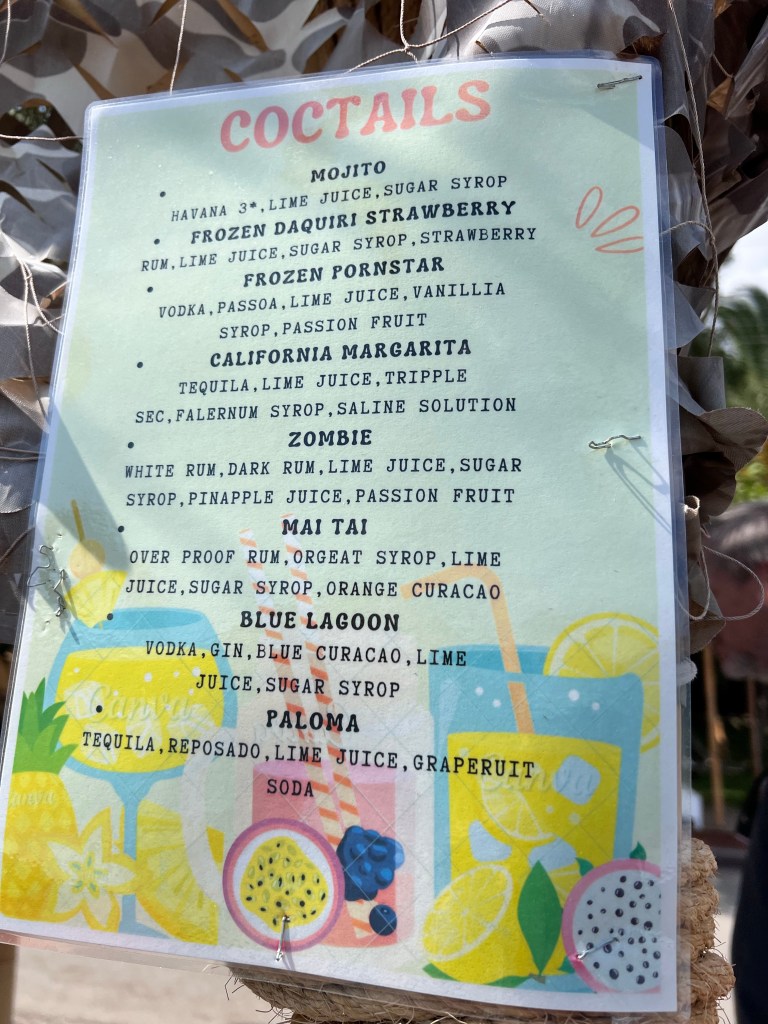 COCTAILS
• MOJITO
HAVANA 3*,LIME JUICE,SUGAR SYROP
• FROZEN DAQUIRI STRAWBERRY
RUM,LIME JUICE,SUGAR SYROP,STRAWBERRY
• FROZEN PORNSTAR
VODKA,PASSOA,LIME JUICE,VANILLIA
SYROP,PASSION FRUIT
• CALIFORNIA MARGARITA
TEQUILA,LIME JUICE,TRIPPLE
SEC,FALERNUM SYROP,SALINE SOLUTION
• ZOMBIE
WHITE RUM,DARK RUM,LIME JUICE,SUGAR
SYROP,PINAPPLE JUICE,PASSION FRUIT
• MAI TAI
OVER PROOF RUM,ORGEAT SYROP,LIME
JUICE,SUGAR SYROP,ORANGE CURACAO
• BLUE LAGOON
VODKA,GIN,BLUE CURACAO,LIME
JUICE,SUGAR SYROP
Canva
• PALOMA
TEQUILA,REPOSADO,LIME JUICE,GRAPERUIT
SODA
Canva
Canva